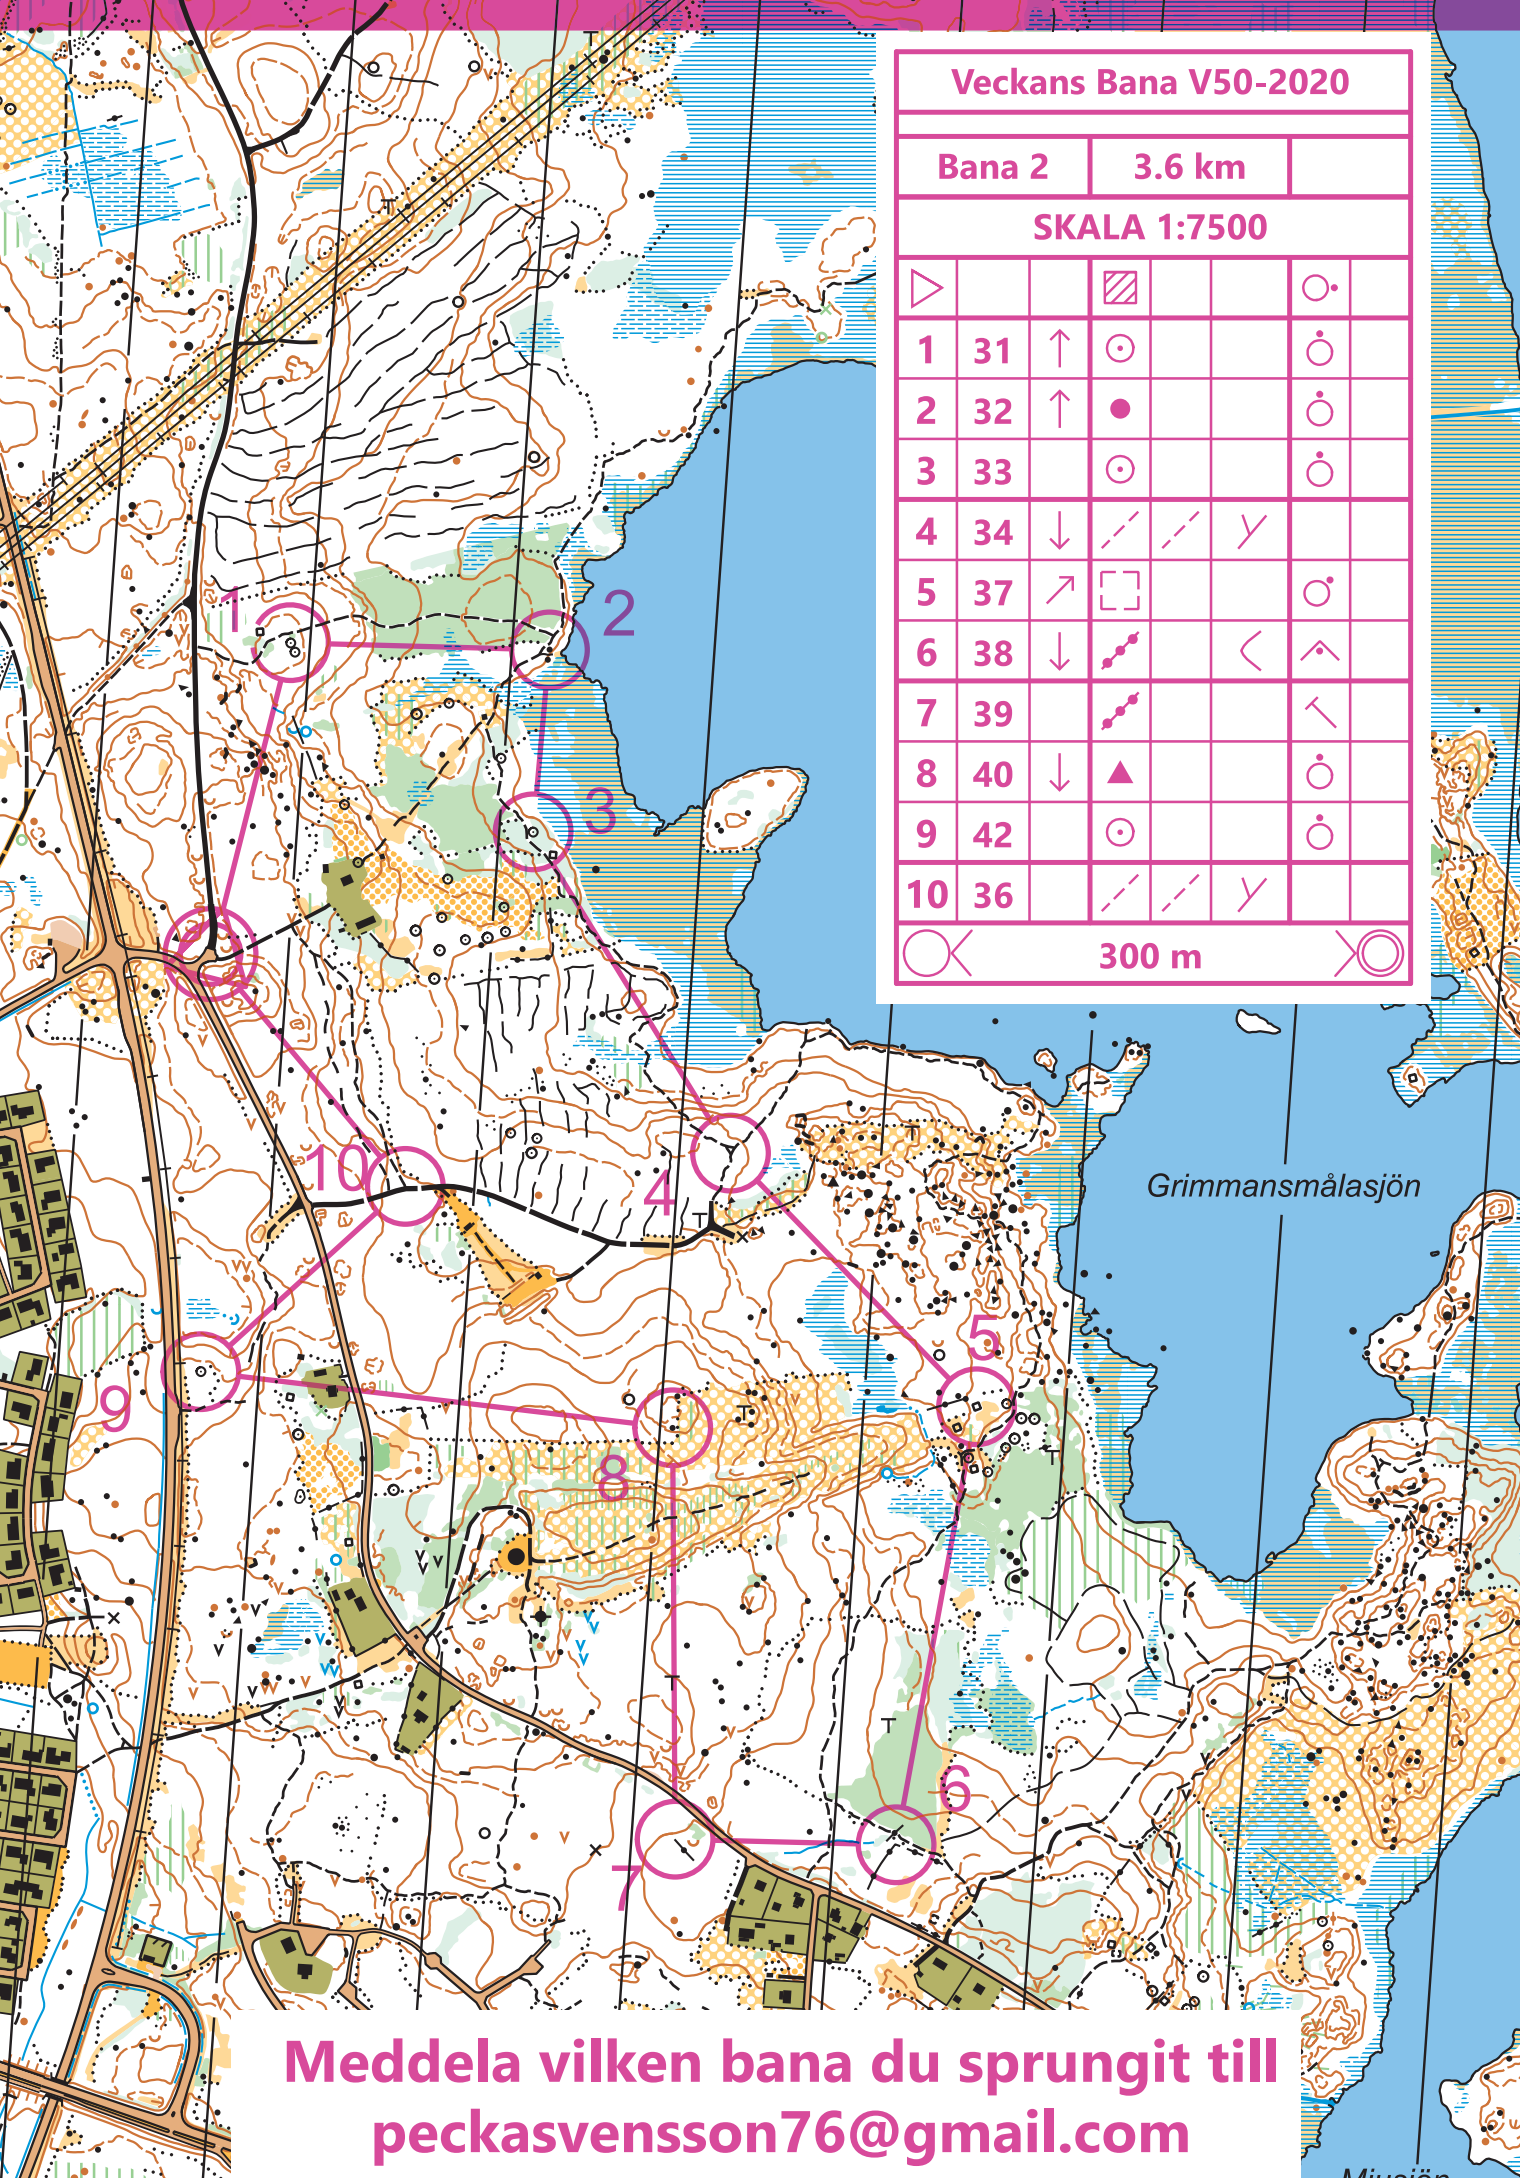 Veckans Bana V50-2020
Bana 2 3.6 km
SKALA 1:7500
1 31
2 32
3 33
4 34
5 37
6 38
7 39
8 40
9 42
10 36
300 m
1
2
3
10
4
Grimmansmålasjön
5
9
8
6
7
Meddela vilken bana du sprungit till
peckasvensson76@gmail.com